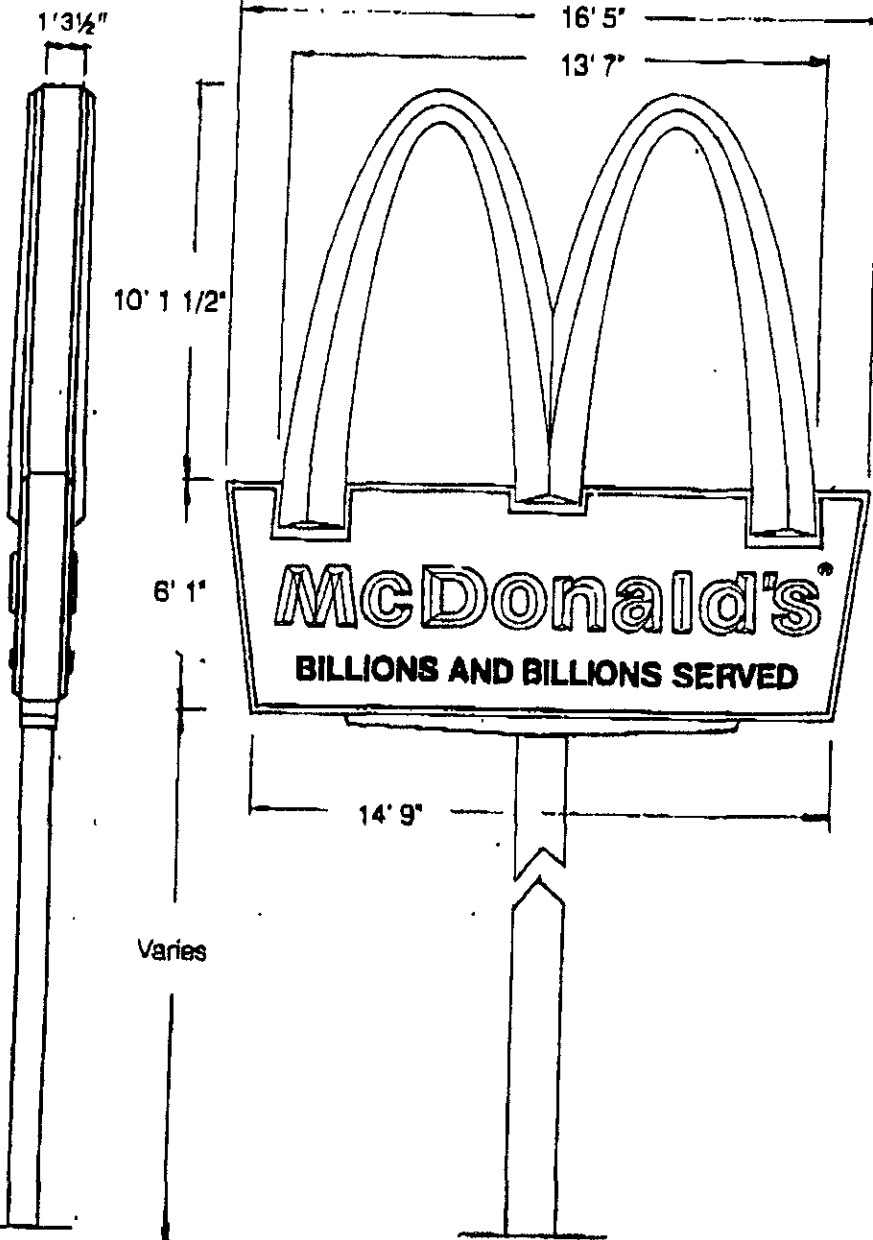 1'3½"
16' 5"
13' 7"
10' 1 1/2"
6' 1"
McDonald's®
BILLIONS AND BILLIONS SERVED
14' 9"
Varies